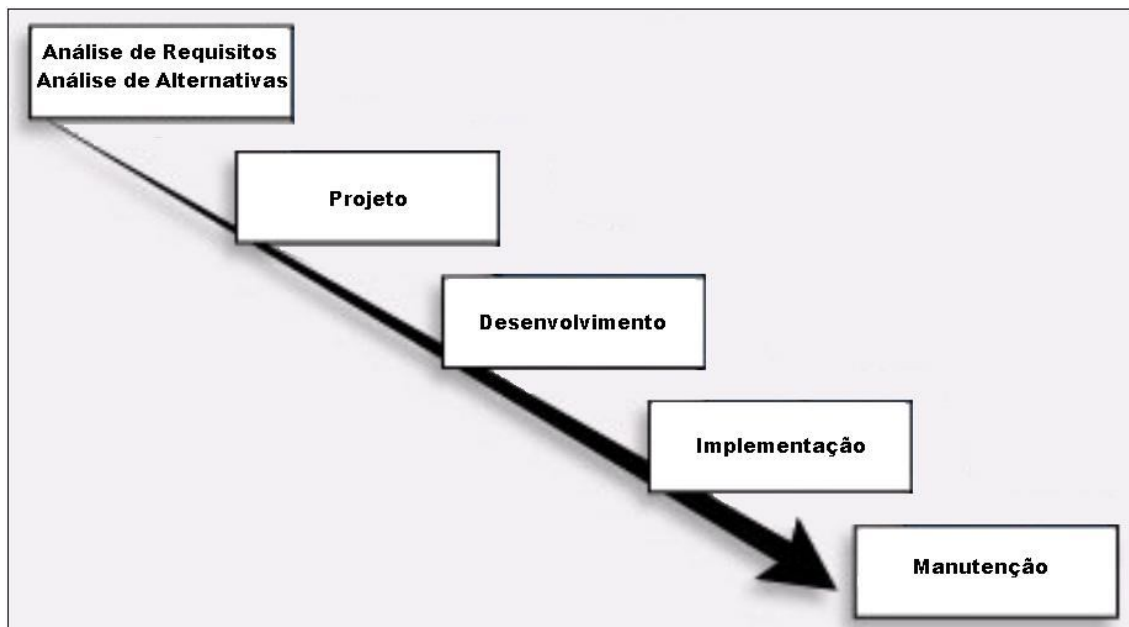 Análise de Requisitos
Análise de Alternativas
Projeto
Desenvolvimento
Implementação
Manutenção